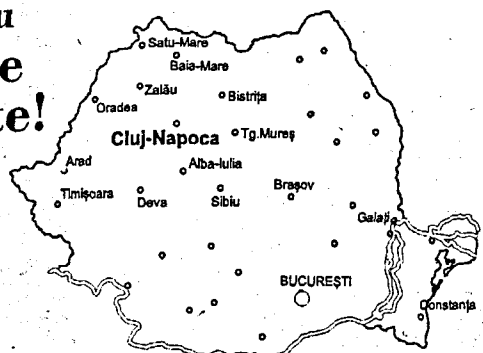 u
e
te!
Satu-Mare
Baia-Mare
Zalău
Bistrița
Oradea
Cluj-Napoca
Tg.Mureș
Arad
Alba-Iulia
Timișoara
Deva
Sibiu
Brașov
Galați
BUCUREȘTI
Constanța